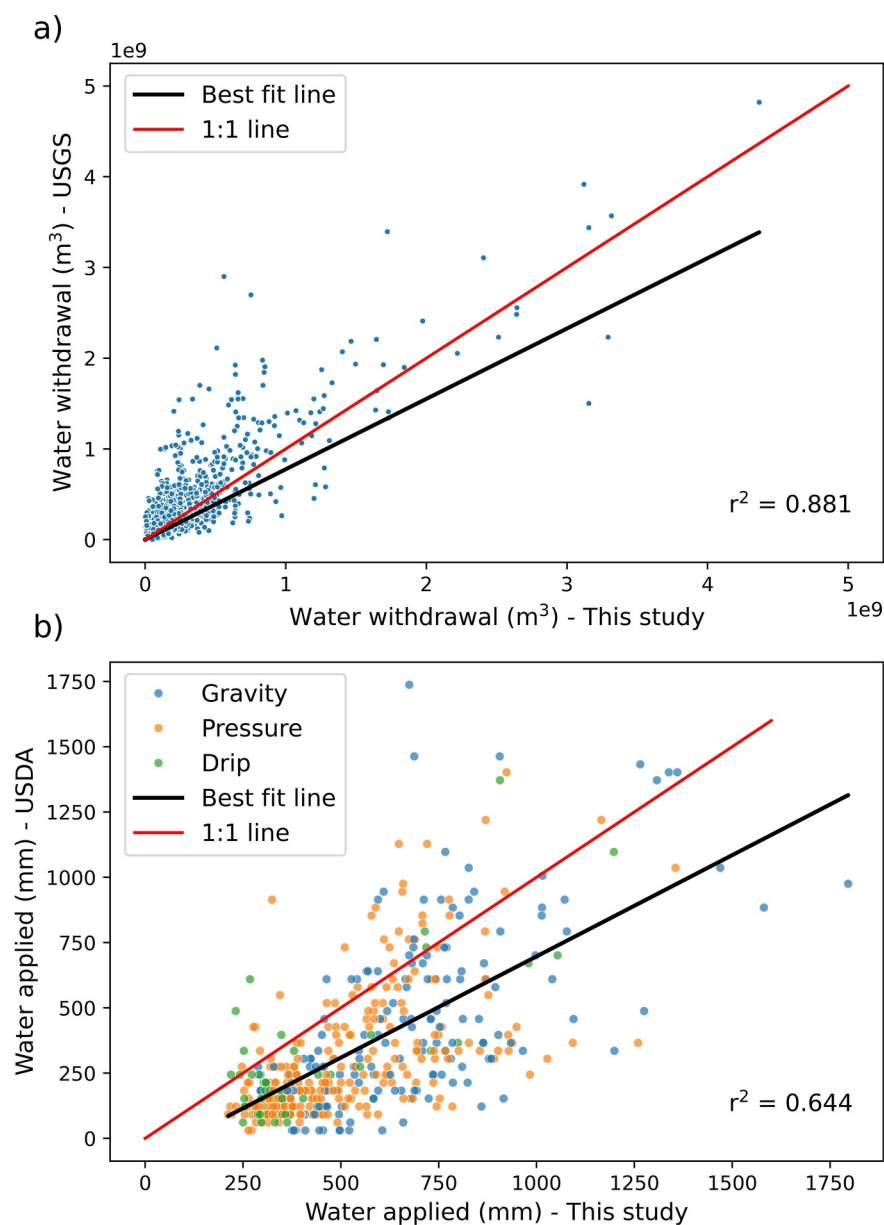 a)
1e9
Best fit line
1:1 line
5
4
3
2
1
0
Water withdrawal (m³) - USGS
r² = 0.881
0 1 2 3 4 5
1e9
Water withdrawal (m³) - This study
b)
Gravity
Pressure
Drip
Best fit line
1:1 line
1750
1500
1250
1000
750
500
250
0
Water applied (mm) - USDA
r² = 0.644
0 250 500 750 1000 1250 1500 1750
Water applied (mm) - This study